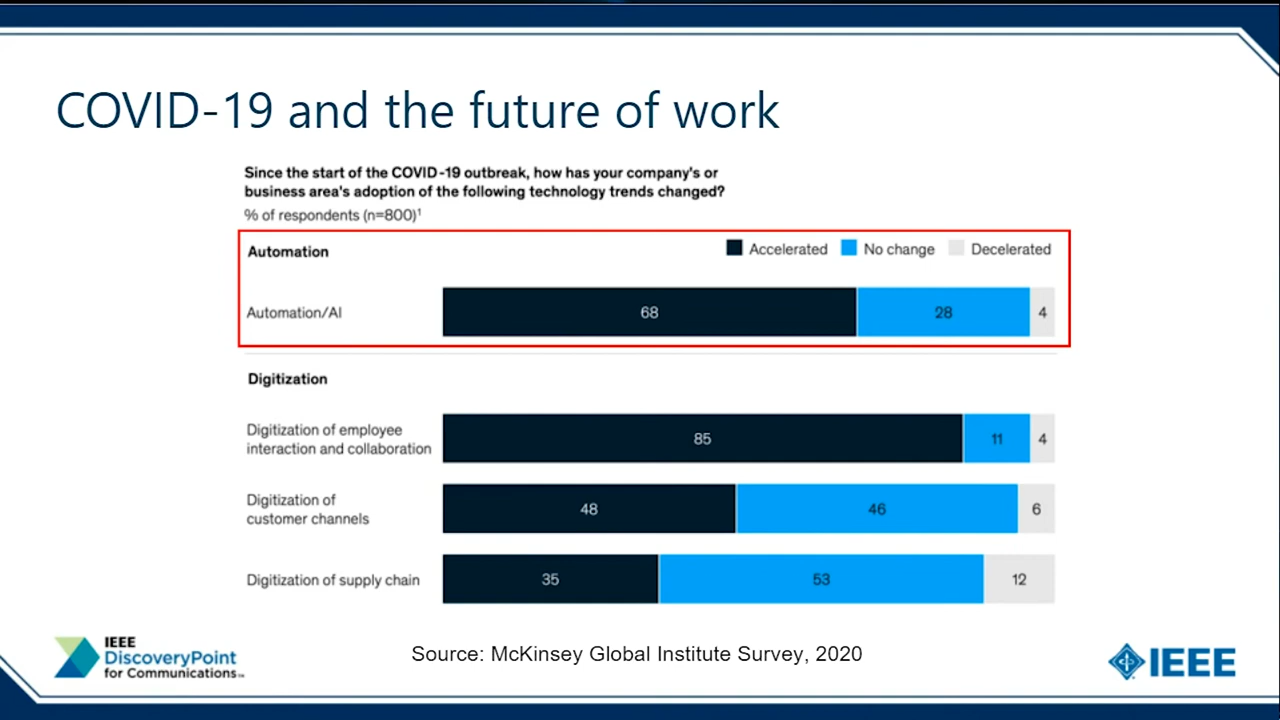 COVID-19 and the future of work
Since the start of the COVID-19 outbreak, how has your company's or
business area's adoption of the following technology trends changed?
% of respondents (n=800)¹
Automation
Accelerated No change Decelerated
Automation/AI 68 28 4
Digitization
Digitization of employee
interaction and collaboration 85 11 4
Digitization of
customer channels 48 46 6
Digitization of supply chain 35 53 12
Source: McKinsey Global Institute Survey, 2020
IEEE
DiscoveryPoint
for Communications™
IEEE